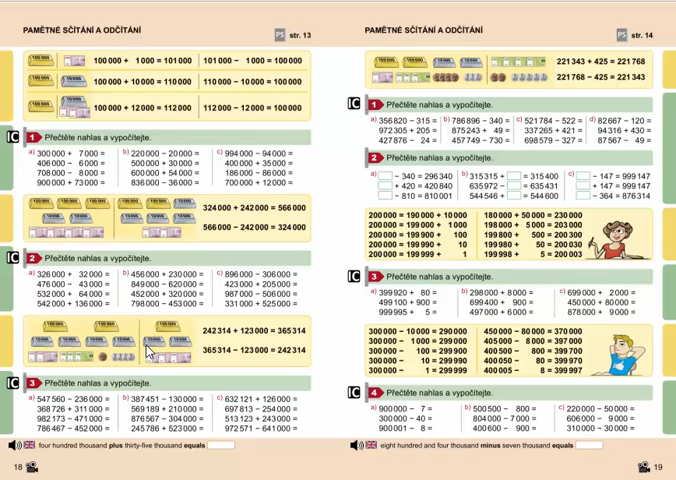 PAMĚTNÉ SČÍTÁNÍ A ODČÍTÁNÍ
PS str. 13
100 000 + 1 000 = 101 000 101 000 − 1 000 = 100 000
100 000 + 10 000 = 110 000 110 000 − 10 000 = 100 000
100 000 + 12 000 = 112 000 112 000 − 12 000 = 100 000
1 Přečtěte nahlas a vypočítejte.
a) 300 000 + 7 000 = b) 220 000 − 20 000 = c) 994 000 − 94 000 =
406 000 − 6 000 = 500 000 + 30 000 = 400 000 + 35 000 =
708 000 − 8 000 = 600 000 + 54 000 = 186 000 − 86 000 =
900 000 + 73 000 = 836 000 − 36 000 = 700 000 + 12 000 =
324 000 + 242 000 = 566 000
566 000 − 242 000 = 324 000
2 Přečtěte nahlas a vypočítejte.
a) 326 000 + 32 000 = b) 456 000 + 230 000 = c) 896 000 − 306 000 =
476 000 − 43 000 = 849 000 − 620 000 = 423 000 + 205 000 =
532 000 + 64 000 = 452 000 + 320 000 = 987 000 − 506 000 =
542 000 + 136 000 = 798 000 − 453 000 = 331 000 + 525 000 =
242 314 + 123 000 = 365 314
365 314 − 123 000 = 242 314
3 Přečtěte nahlas a vypočítejte.
a) 547 560 − 236 000 = b) 387 451 − 130 000 = c) 632 121 + 126 000 =
368 726 + 311 000 = 569 189 + 210 000 = 697 813 − 254 000 =
982 173 − 471 000 = 876 567 − 304 000 = 513 123 + 243 000 =
786 467 − 452 000 = 245 786 + 523 000 = 972 571 − 641 000 =
four hundred thousand plus thirty-five thousand equals
18
PAMĚTNÉ SČÍTÁNÍ A ODČÍTÁNÍ
PS str. 14
221 343 + 425 = 221 768
221 768 − 425 = 221 343
1 Přečtěte nahlas a vypočítejte.
a) 356 820 − 315 = b) 786 896 − 340 = c) 521 784 − 522 = d) 82 667 − 120 =
972 305 + 205 = 875 243 + 49 = 337 265 + 421 = 94 316 + 430 =
427 876 − 24 = 457 749 − 730 = 698 579 − 327 = 87 567 − 49 =
2 Přečtěte nahlas a vypočítejte.
a) − 340 = 296 340 b) 315 315 + = 315 400 c) − 147 = 999 147
+ 420 = 420 840 635 972 − = 635 431 + 147 = 999 147
− 810 = 810 001 544 546 + = 544 600 − 364 = 876 314
200 000 = 190 000 + 10 000 180 000 + 50 000 = 230 000
200 000 = 199 000 + 1 000 198 000 + 5 000 = 203 000
200 000 = 199 900 + 100 199 800 + 500 = 200 300
200 000 = 199 990 + 10 199 980 + 50 = 200 030
200 000 = 199 999 + 1 199 998 + 5 = 200 003
3 Přečtěte nahlas a vypočítejte.
a) 399 920 + 80 = b) 298 000 + 8 000 = c) 699 000 + 2 000 =
499 100 + 900 = 699 400 + 900 = 450 000 + 80 000 =
999 995 + 5 = 497 000 + 6 000 = 878 000 + 9 000 =
300 000 − 10 000 = 290 000 450 000 − 80 000 = 370 000
300 000 − 1 000 = 299 000 405 000 − 8 000 = 397 000
300 000 − 100 = 299 900 400 500 − 800 = 399 700
300 000 − 10 = 299 990 400 050 − 80 = 399 970
300 000 − 1 = 299 999 400 005 − 8 = 399 997
4 Přečtěte nahlas a vypočítejte.
a) 900 000 − 7 = b) 500 500 − 800 = c) 220 000 − 50 000 =
300 000 − 40 = 804 000 − 7 000 = 606 000 − 9 000 =
900 001 − 8 = 400 600 − 900 = 310 000 − 30 000 =
eight hundred and four thousand minus seven thousand equals
19